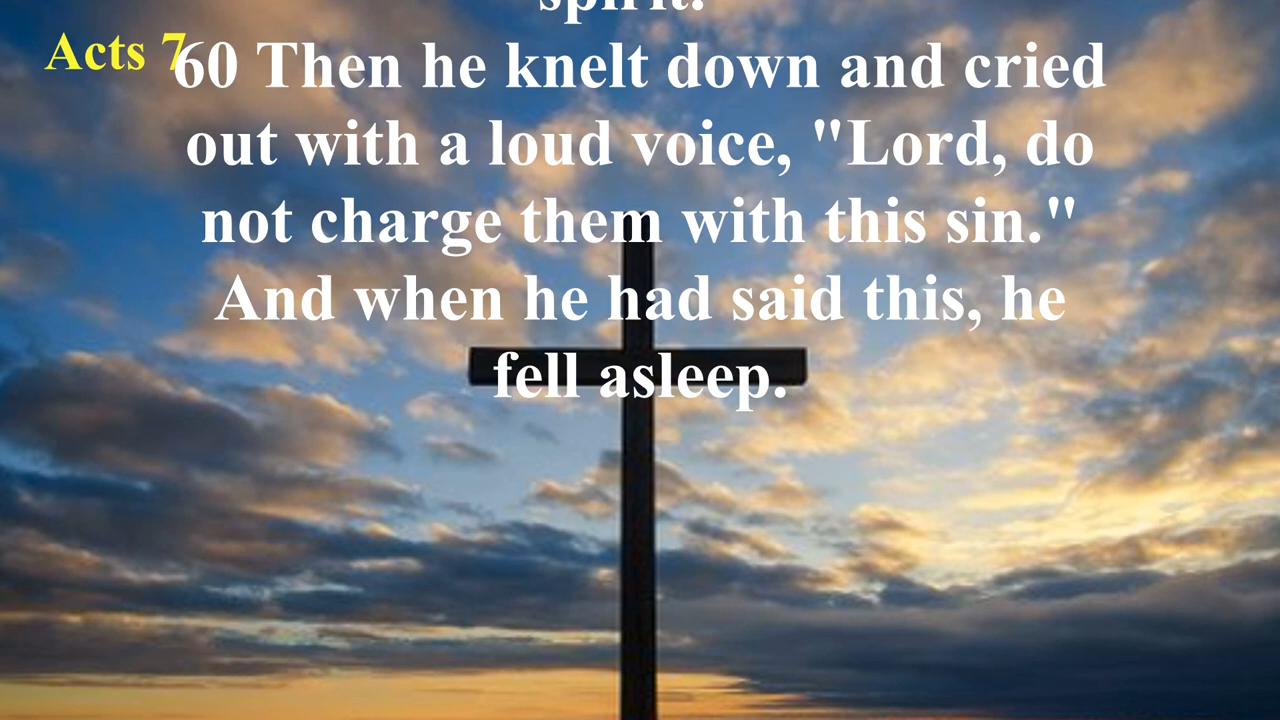 spirit."
Acts 7
60 Then he knelt down and cried
out with a loud voice, "Lord, do
not charge them with this sin."
And when he had said this, he
fell asleep.